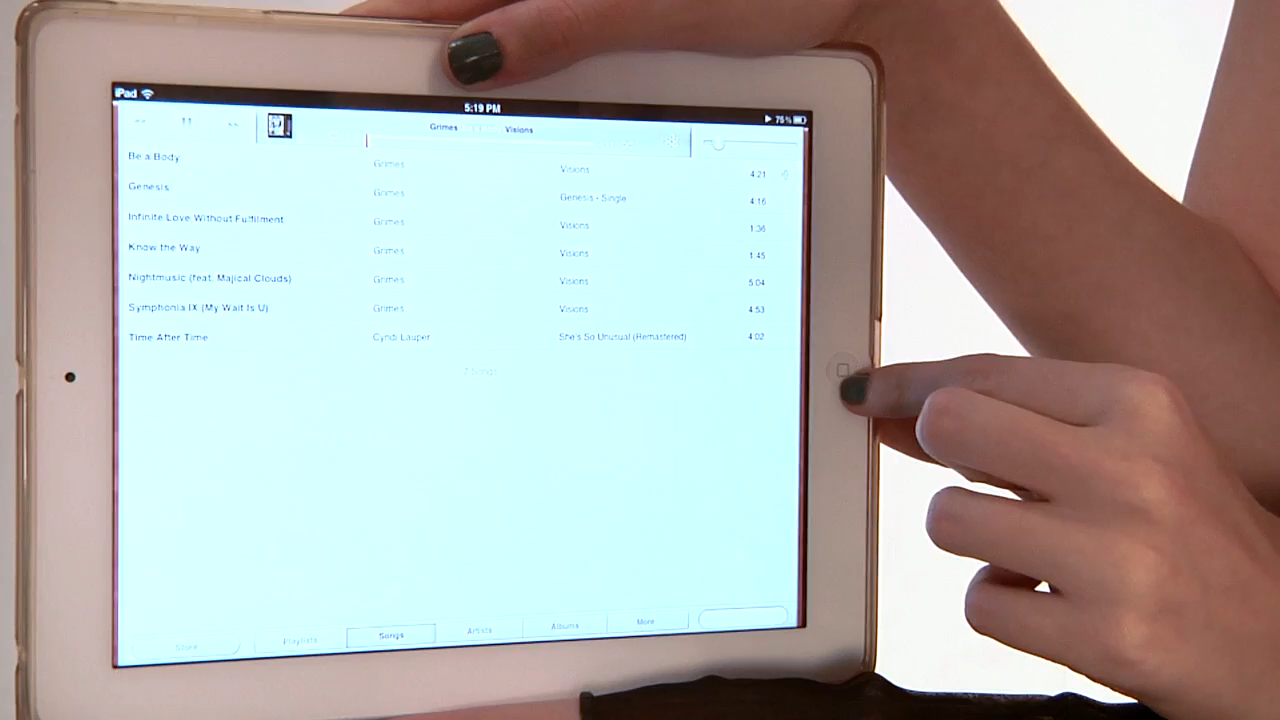 iPad 5:19 PM 75%
Grimes Visions
Be a Body Grimes Visions 4:21
Genesis Grimes Genesis - Single 4:16
Infinite Love Without Fulfilment Grimes Visions 1:36
Know the Way Grimes Visions 1:45
Nightmusic (feat. Majical Clouds) Grimes Visions 5:04
Symphonia IX (My Wait Is U) Grimes Visions 4:53
Time After Time Cyndi Lauper She's So Unusual (Remastered) 4:02
7 Songs
Store Playlists Songs Artists Albums More